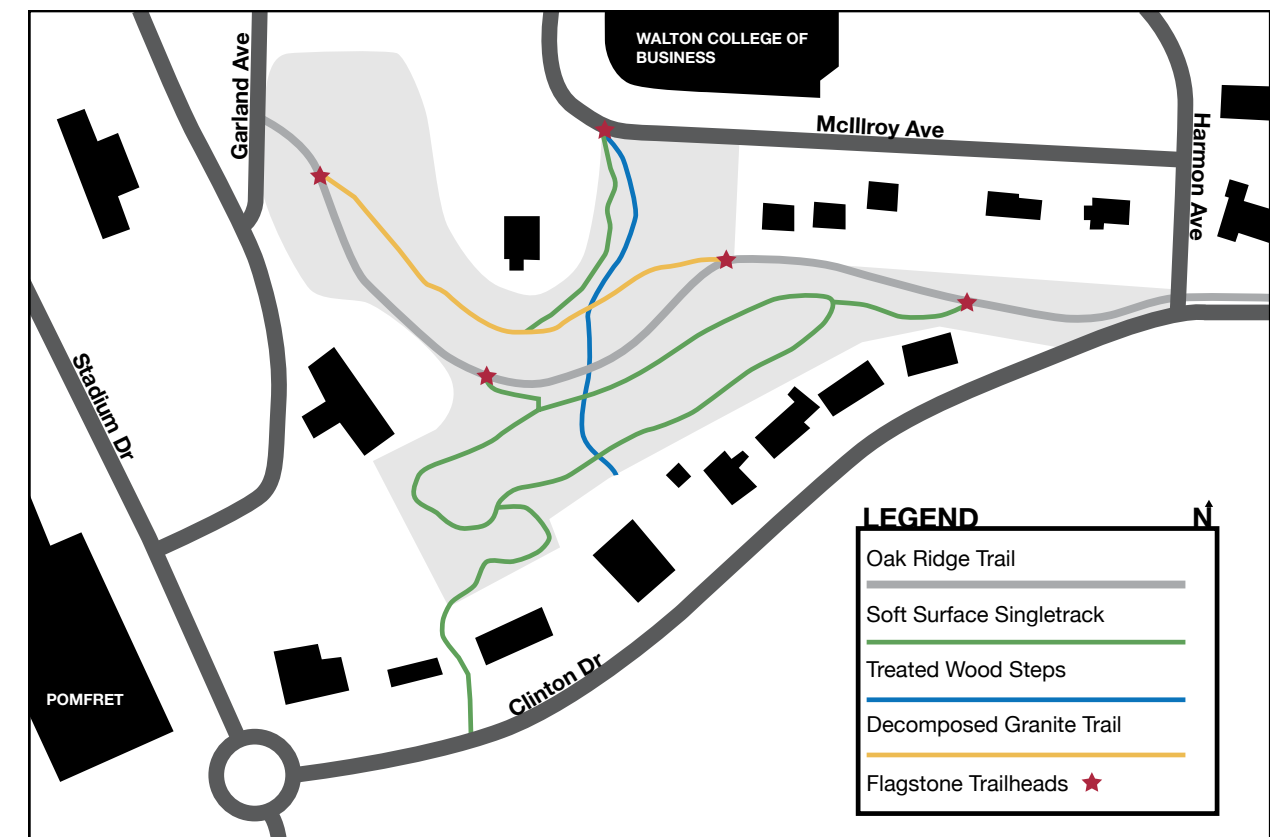 WALTON COLLEGE OF
BUSINESS
Garland Ave
McIllroy Ave
Harmon Ave
Stadium Dr
POMFRET
Clinton Dr
LEGEND
N
Oak Ridge Trail
Soft Surface Singletrack
Treated Wood Steps
Decomposed Granite Trail
Flagstone Trailheads